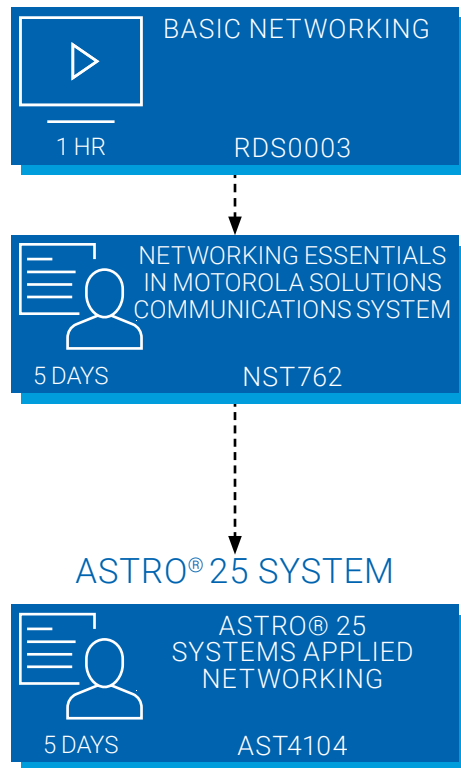 BASIC NETWORKING
1 HR
RDS0003
NETWORKING ESSENTIALS
IN MOTOROLA SOLUTIONS
COMMUNICATIONS SYSTEM
5 DAYS
NST762
ASTRO® 25 SYSTEM
ASTRO® 25
SYSTEMS APPLIED
NETWORKING
5 DAYS
AST4104